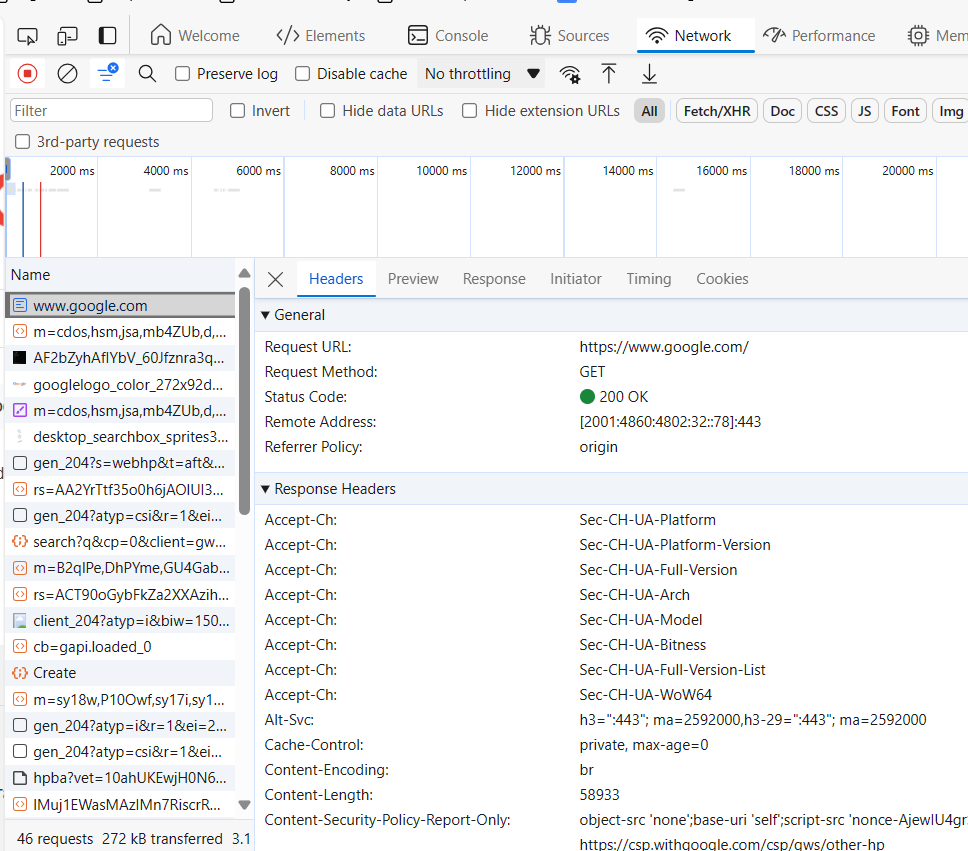 Welcome Elements Console Sources Network Performance Mem
Preserve log Disable cache No throttling
Filter Invert Hide data URLs Hide extension URLs All Fetch/XHR Doc CSS JS Font Img
3rd-party requests
2000 ms 4000 ms 6000 ms 8000 ms 10000 ms 12000 ms 14000 ms 16000 ms 18000 ms 20000 ms
Name
www.google.com
m=cdos,hsm,jsa,mb4ZUb,d,...
AF2bZyhAflYbV_60Jfznra3q...
googlelogo_color_272x92d...
m=cdos,hsm,jsa,mb4ZUb,d,...
desktop_searchbox_sprites3...
gen_204?s=webhp&t=aft&...
rs=AA2YrTtf35o0h6jAOIUI3...
gen_204?atyp=csi&r=1&ei...
search?q&cp=0&client=gw...
m=B2qlPe,DhPYme,GU4Gab...
rs=ACT90oGybFkZa2XXAzih...
client_204?atyp=i&biw=150...
cb=gapi.loaded_0
Create
m=sy18w,P10Owf,sy17i,sy1...
gen_204?atyp=i&r=1&ei=2...
gen_204?atyp=csi&r=1&ei...
hpba?vet=10ahUKEwjH0N6...
IMuj1EWasMAzIMn7RiscrR...
46 requests 272 kB transferred 3.1
Headers Preview Response Initiator Timing Cookies
General
Request URL: https://www.google.com/
Request Method: GET
Status Code: 200 OK
Remote Address: [2001:4860:4802:32::78]:443
Referrer Policy: origin
Response Headers
Accept-Ch: Sec-CH-UA-Platform
Accept-Ch: Sec-CH-UA-Platform-Version
Accept-Ch: Sec-CH-UA-Full-Version
Accept-Ch: Sec-CH-UA-Arch
Accept-Ch: Sec-CH-UA-Model
Accept-Ch: Sec-CH-UA-Bitness
Accept-Ch: Sec-CH-UA-Full-Version-List
Accept-Ch: Sec-CH-UA-WoW64
Alt-Svc: h3=":443"; ma=2592000,h3-29=":443"; ma=2592000
Cache-Control: private, max-age=0
Content-Encoding: br
Content-Length: 58933
Content-Security-Policy-Report-Only: object-src 'none';base-uri 'self';script-src 'nonce-AjewIU4gr
https://csp.withgoogle.com/csp/gws/other-hp